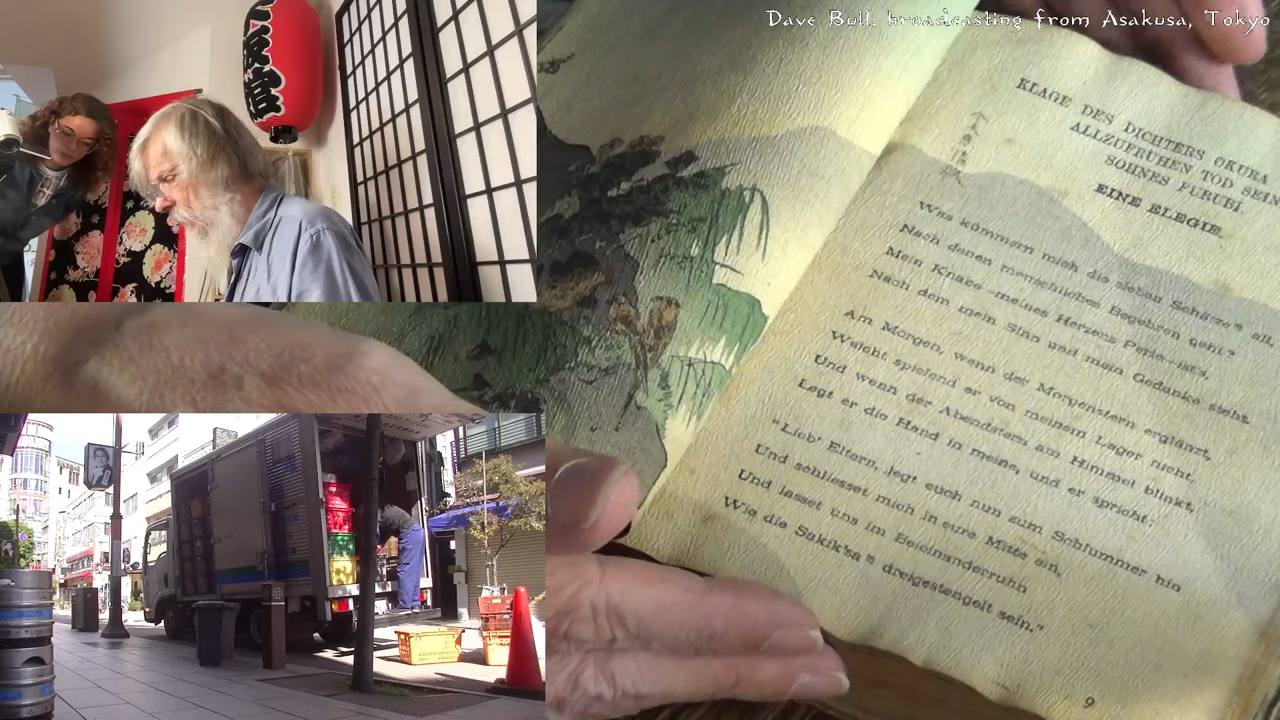 Dave Bull, broadcasting from Asakusa, Tokyo
KLAGE DES DICHTERS OKURA
ALLZUFRÜHEN TOD SEIN
SOHNES FURUBI.
EINE ELEGIE.
Was kümmern mich die sieben Schätze⁶⁾ all,
Nach denen menschliches Begehren geht?
Mein Knabe—meines Herzens Perle—ist's,
Nach dem mein Sinn und mein Gedanke steht.
Am Morgen, wenn der Morgenstern erglänzt,
Weicht spielend er von meinem Lager nicht,
Und wenn der Abendstern am Himmel blinkt,
Legt er die Hand in meine, und er spricht:
"Lieb' Eltern, legt euch nun zum Schlummer hin
Und schliesset mich in eure Mitte ein,
Und lasset uns im Beieinanderruhn
Wie die Sakik'sa⁷⁾ dreigestengelt sein."
9